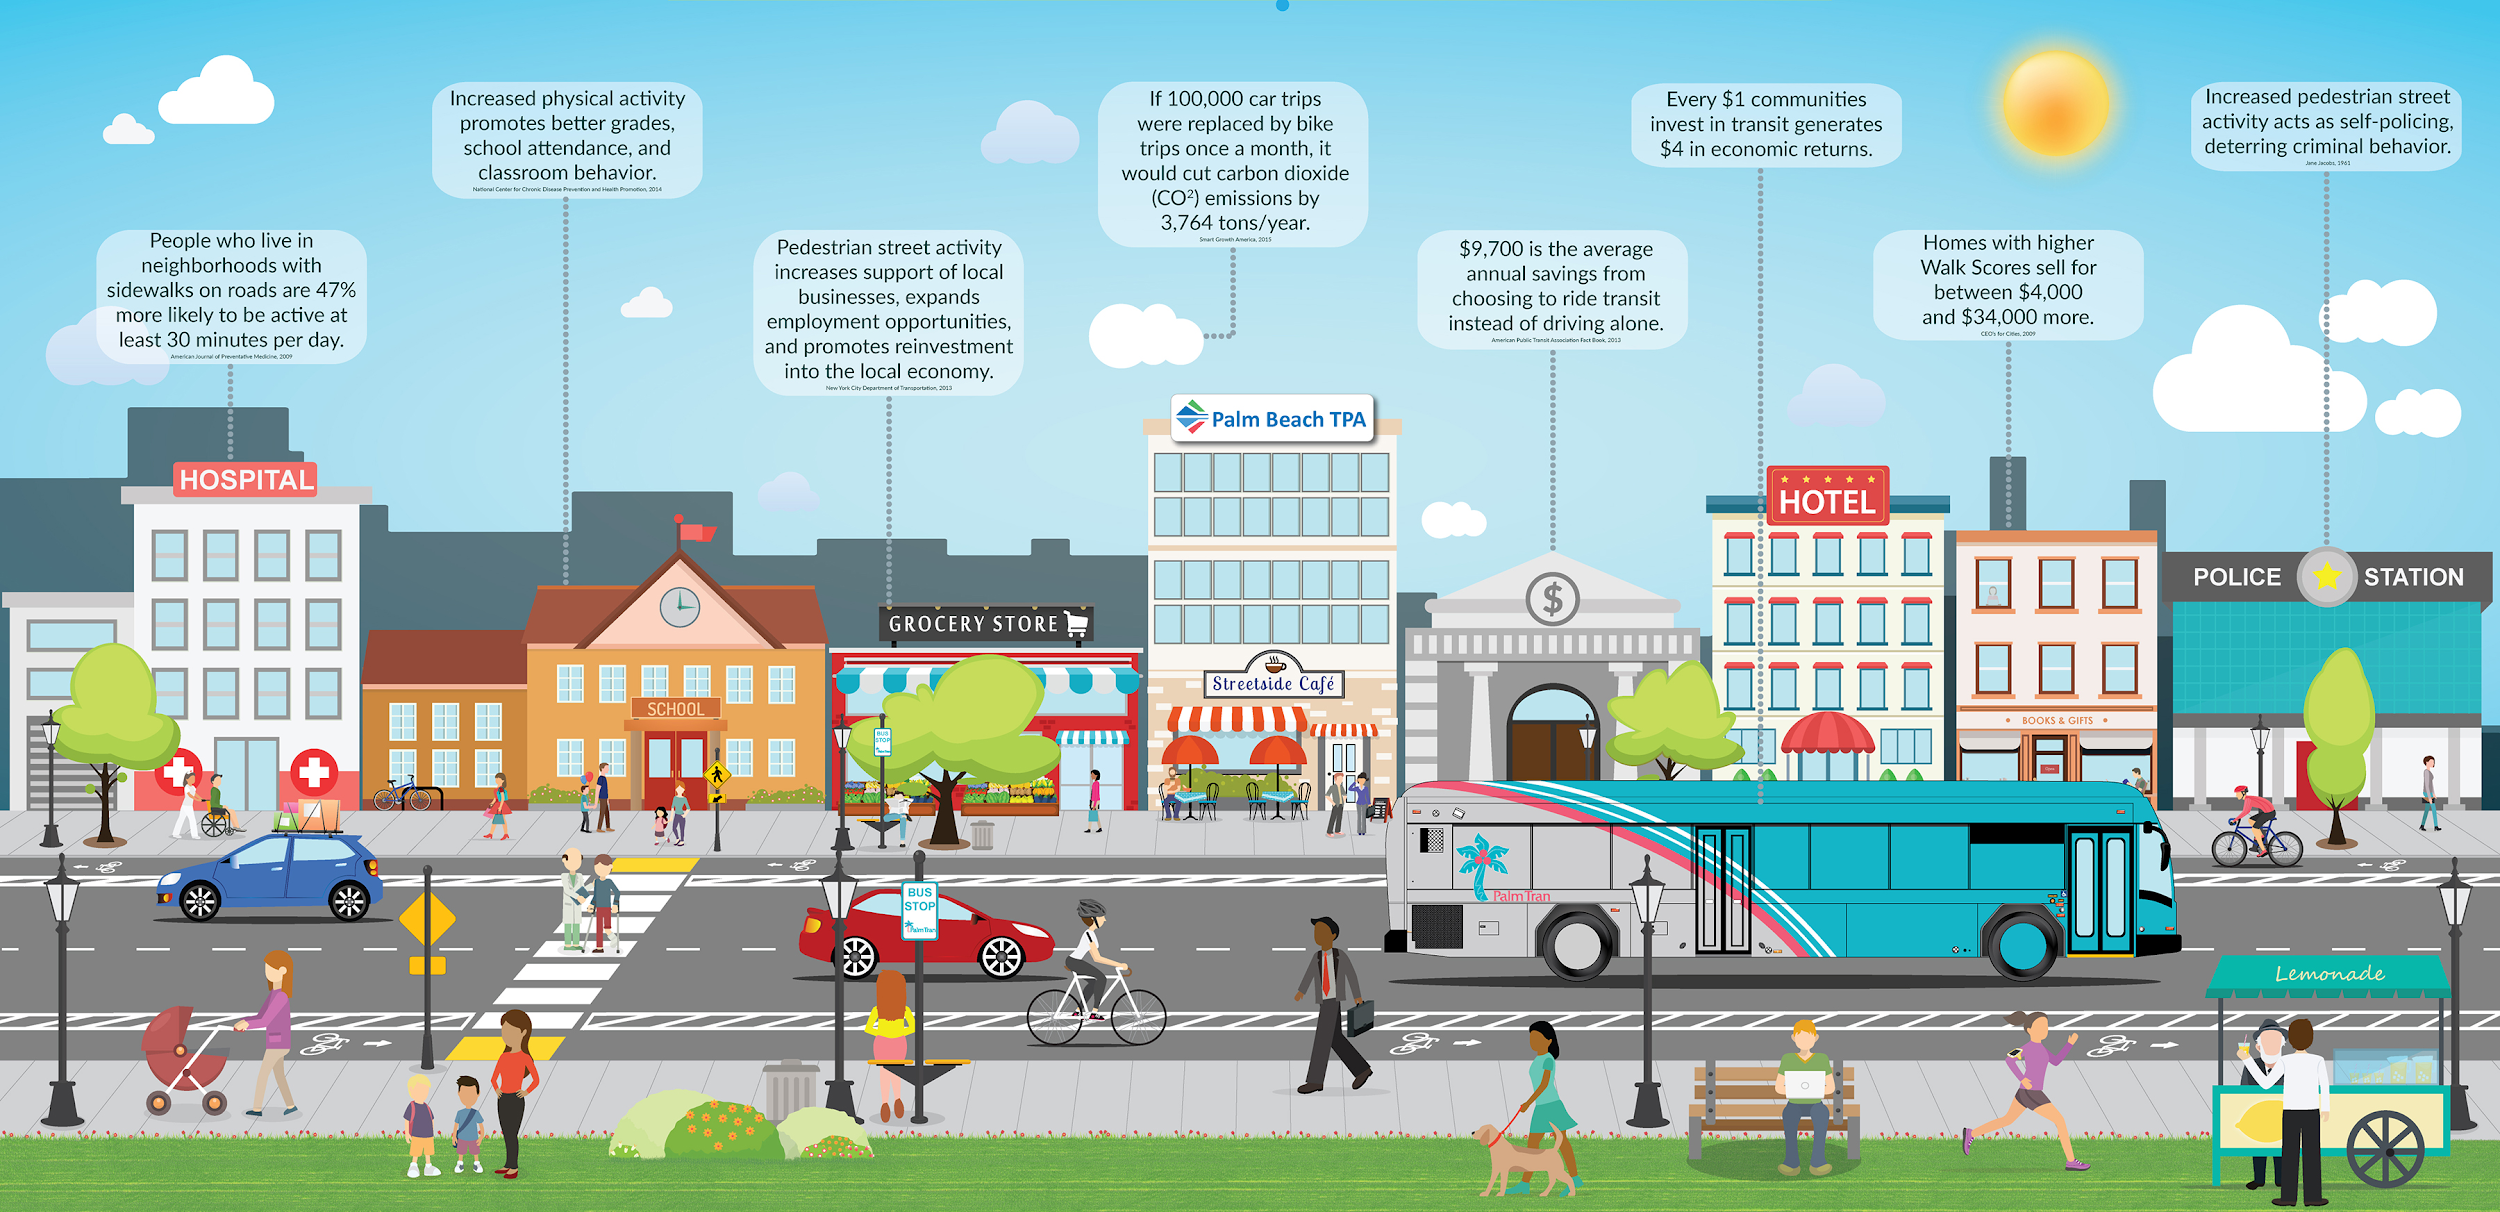 Increased physical activity
promotes better grades,
school attendance, and
classroom behavior.
National Center for Chronic Disease Prevention and Health Promotion, 2014
If 100,000 car trips
were replaced by bike
trips once a month, it
would cut carbon dioxide
(CO²) emissions by
3,764 tons/year.
Smart Growth America, 2015
Every $1 communities
invest in transit generates
$4 in economic returns.
Increased pedestrian street
activity acts as self-policing,
deterring criminal behavior.
Jane Jacobs, 1961
People who live in
neighborhoods with
sidewalks on roads are 47%
more likely to be active at
least 30 minutes per day.
American Journal of Preventative Medicine, 2009
Pedestrian street activity
increases support of local
businesses, expands
employment opportunities,
and promotes reinvestment
into the local economy.
New York City Department of Transportation, 2013
$9,700 is the average
annual savings from
choosing to ride transit
instead of driving alone.
American Public Transit Association Fact Book, 2013
Homes with higher
Walk Scores sell for
between $4,000
and $34,000 more.
CEO's for Cities, 2009
Palm Beach TPA
HOSPITAL
HOTEL
POLICE STATION
$
GROCERY STORE
Streetside Café
SCHOOL
BOOKS & GIFTS
BUS
STOP
PalmTran
Open
PalmTran
BUS
STOP
PalmTran
Lemonade